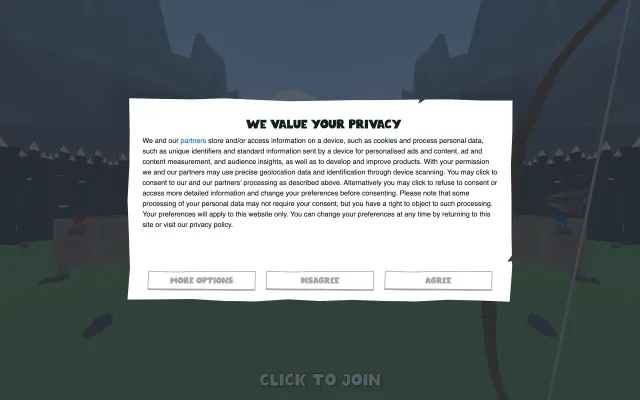 WE VALUE YOUR PRIVACY
We and our partners store and/or access information on a device, such as cookies and process personal data,
such as unique identifiers and standard information sent by a device for personalised ads and content, ad and
content measurement, and audience insights, as well as to develop and improve products. With your permission
we and our partners may use precise geolocation data and identification through device scanning. You may click to
consent to our and our partners' processing as described above. Alternatively you may click to refuse to consent or
access more detailed information and change your preferences before consenting. Please note that some
processing of your personal data may not require your consent, but you have a right to object to such processing.
Your preferences will apply to this website only. You can change your preferences at any time by returning to this
site or visit our privacy policy.
MORE OPTIONS
DISAGREE
AGREE
CLICK TO JOIN